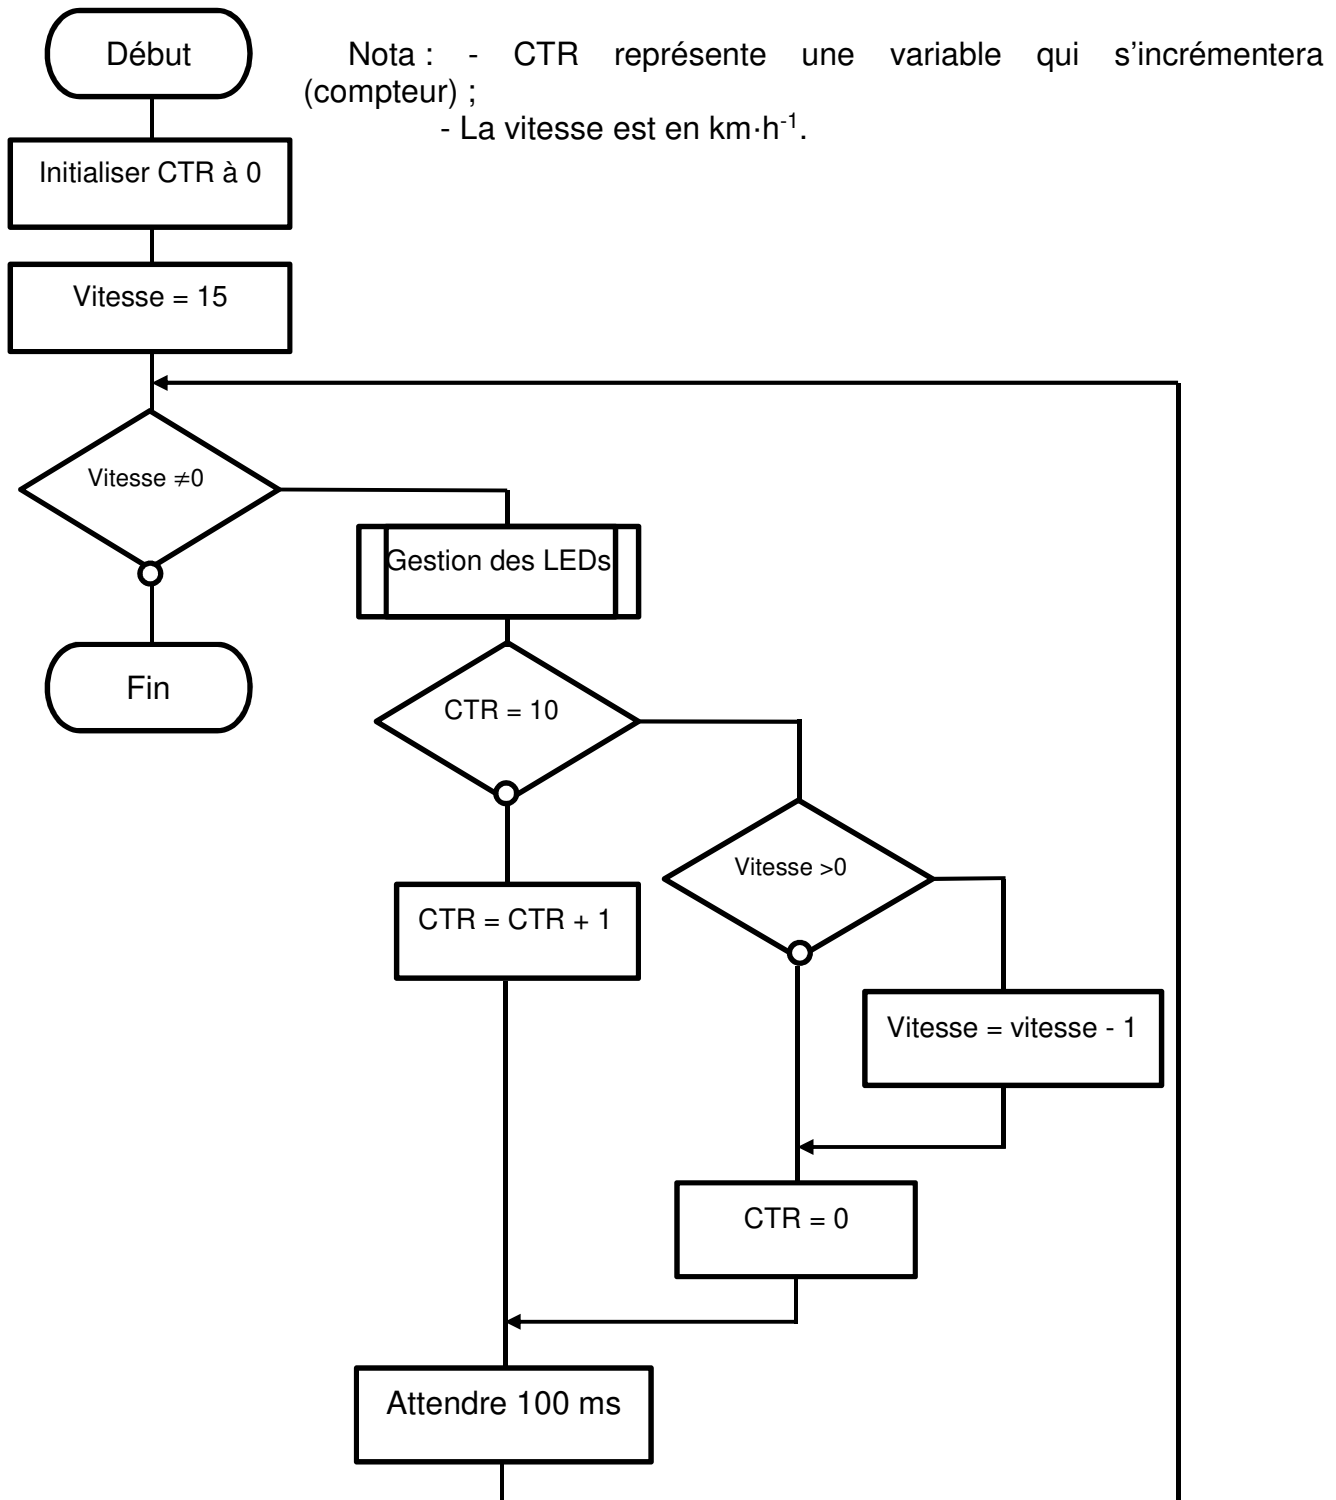 Début
Nota : - CTR représente une variable qui s'incrémentera
(compteur) ;
- La vitesse est en km·h⁻¹.
Initialiser CTR à 0
Vitesse = 15
Vitesse ≠0
Gestion des LEDs
Fin
CTR = 10
Vitesse >0
CTR = CTR + 1
Vitesse = vitesse - 1
CTR = 0
Attendre 100 ms